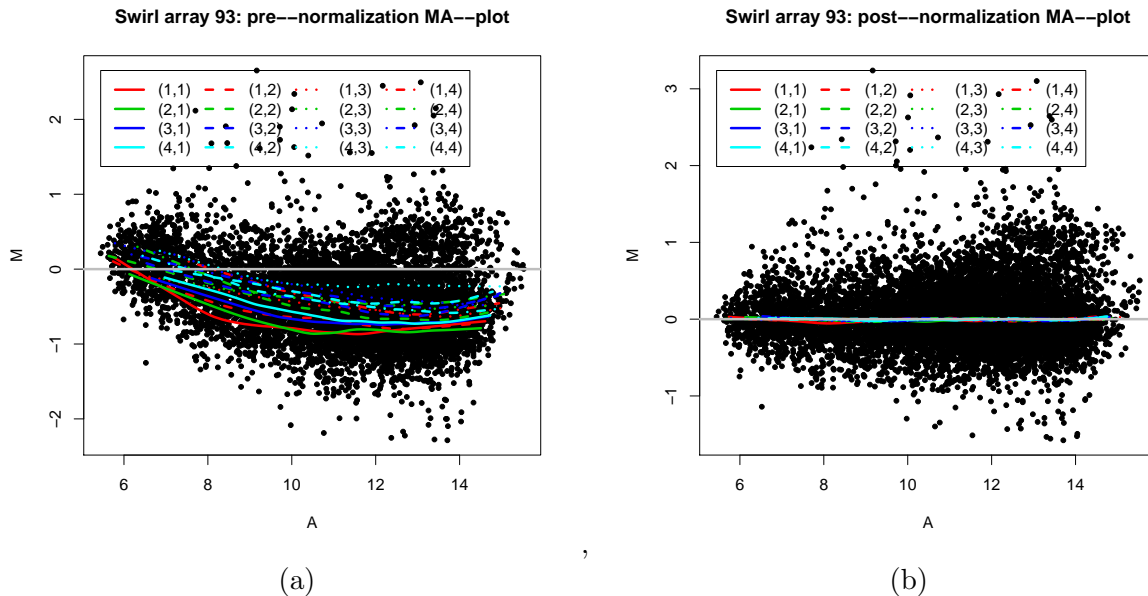 Swirl array 93: pre−−normalization MA−−plot
(1,1) (1,2) (1,3) (1,4)
(2,1) (2,2) (2,3) (2,4)
(3,1) (3,2) (3,3) (3,4)
(4,1) (4,2) (4,3) (4,4)
2
1
0
−1
−2
M
6 8 10 12 14
A
(a)
,
Swirl array 93: post−−normalization MA−−plot
(1,1) (1,2) (1,3) (1,4)
(2,1) (2,2) (2,3) (2,4)
(3,1) (3,2) (3,3) (3,4)
(4,1) (4,2) (4,3) (4,4)
3
2
1
0
−1
M
6 8 10 12 14
A
(b)